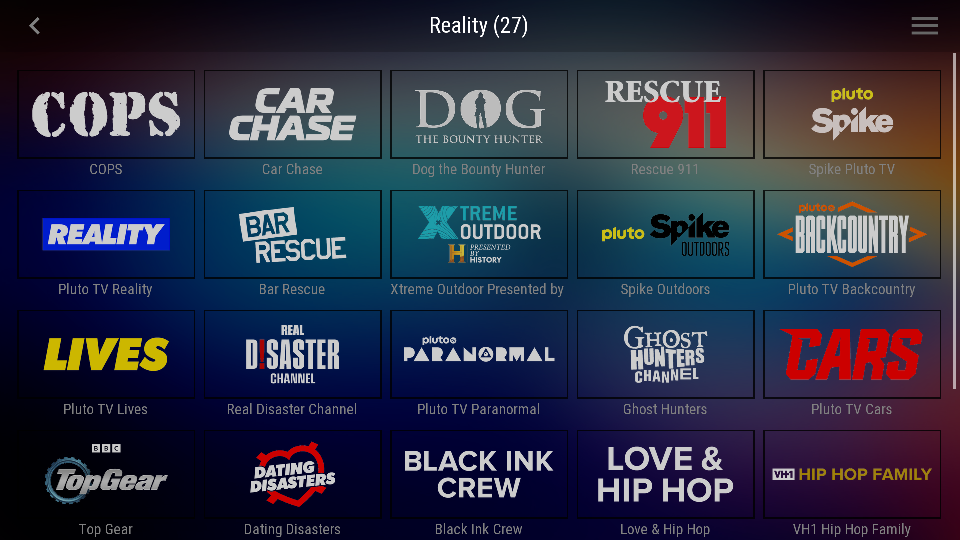 Reality (27)
COPS
CAR
CHASE
DOG
THE BOUNTY HUNTER
RESCUE
911
pluto
Spike
COPS
Car Chase
Dog the Bounty Hunter
Rescue 911
Spike Pluto TV
REALITY
BAR
RESCUE
XTREME
OUTDOOR
H PRESENTED
BY
HISTORY
pluto Spike
OUTDOORS
pluto tv
BACKCOUNTRY
Pluto TV Reality
Bar Rescue
Xtreme Outdoor Presented by
Spike Outdoors
Pluto TV Backcountry
LIVES
REAL
D!SASTER
CHANNEL
pluto tv
PARANORMAL
GHOST
HUNTERS
CHANNEL
CARS
Pluto TV Lives
Real Disaster Channel
Pluto TV Paranormal
Ghost Hunters
Pluto TV Cars
BBC
TopGear
DATING
DISASTERS
BLACK INK
CREW
LOVE &
HIP HOP
VH1 HIP HOP FAMILY
Top Gear
Dating Disasters
Black Ink Crew
Love & Hip Hop
VH1 Hip Hop Family